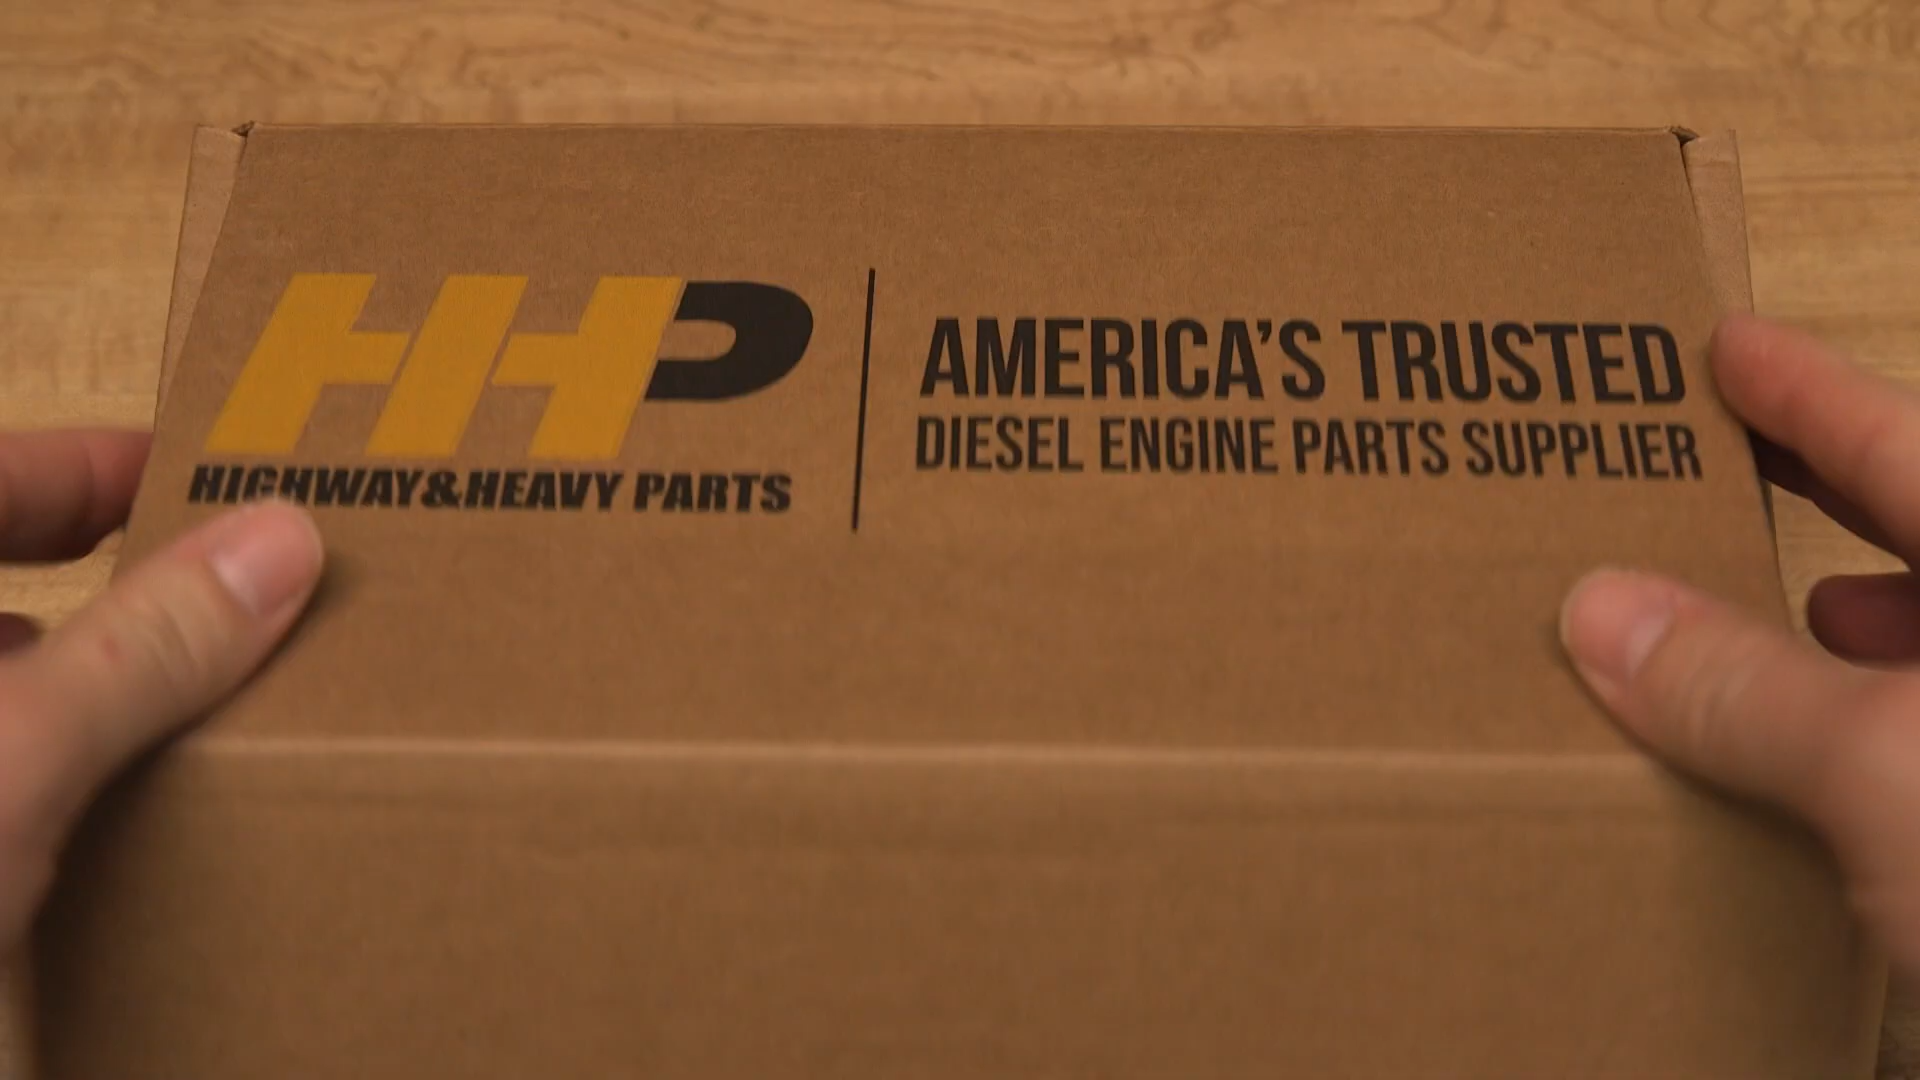 HHP
HIGHWAY&HEAVY PARTS
AMERICA'S TRUSTED
DIESEL ENGINE PARTS SUPPLIER